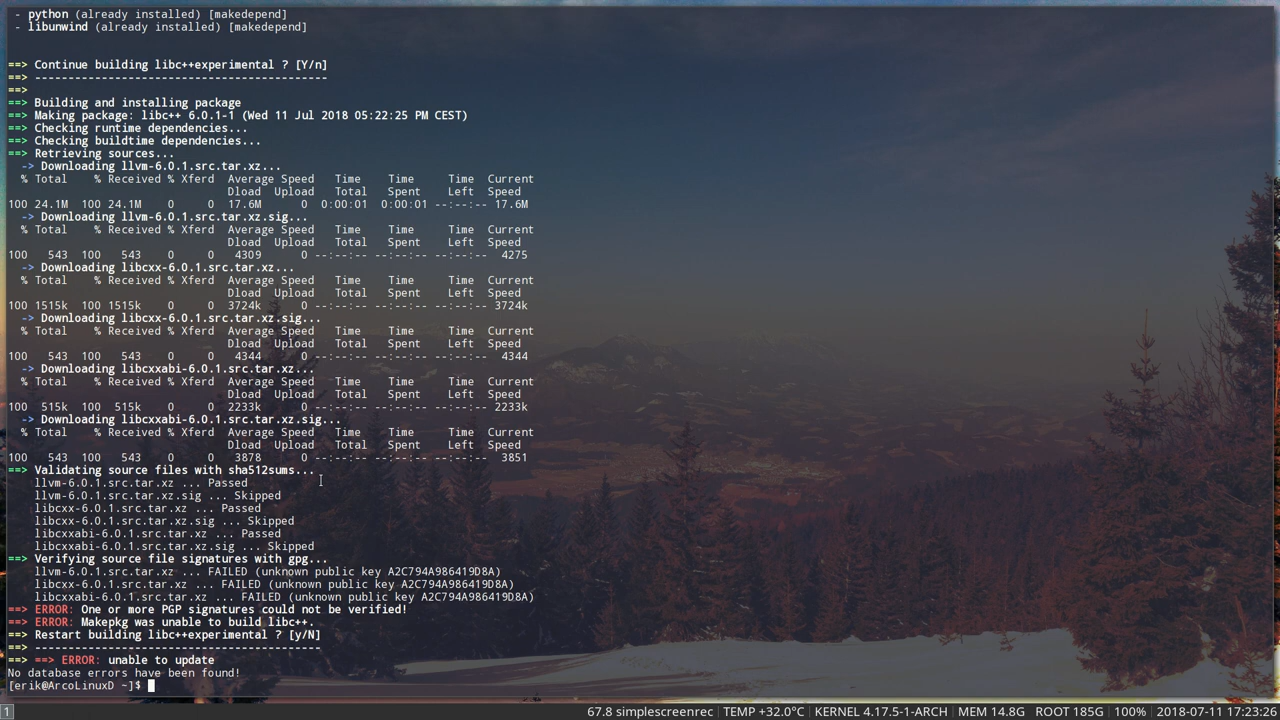 - python (already installed) [makedepend]
- libunwind (already installed) [makedepend]
==> Continue building libc++experimental ? [Y/n]
==> --------------------------------------------
==>
==> Building and installing package
==> Making package: libc++ 6.0.1-1 (Wed 11 Jul 2018 05:22:25 PM CEST)
==> Checking runtime dependencies...
==> Checking buildtime dependencies...
==> Retrieving sources...
-> Downloading llvm-6.0.1.src.tar.xz...
% Total % Received % Xferd Average Speed Time Time Time Current
Dload Upload Total Spent Left Speed
100 24.1M 100 24.1M 0 0 17.6M 0 0:00:01 0:00:01 --:--:-- 17.6M
-> Downloading llvm-6.0.1.src.tar.xz.sig...
% Total % Received % Xferd Average Speed Time Time Time Current
Dload Upload Total Spent Left Speed
100 543 100 543 0 0 4309 0 --:--:-- --:--:-- --:--:-- 4275
-> Downloading libcxx-6.0.1.src.tar.xz...
% Total % Received % Xferd Average Speed Time Time Time Current
Dload Upload Total Spent Left Speed
100 1515k 100 1515k 0 0 3724k 0 --:--:-- --:--:-- --:--:-- 3724k
-> Downloading libcxx-6.0.1.src.tar.xz.sig...
% Total % Received % Xferd Average Speed Time Time Time Current
Dload Upload Total Spent Left Speed
100 543 100 543 0 0 4344 0 --:--:-- --:--:-- --:--:-- 4344
-> Downloading libcxxabi-6.0.1.src.tar.xz...
% Total % Received % Xferd Average Speed Time Time Time Current
Dload Upload Total Spent Left Speed
100 515k 100 515k 0 0 2233k 0 --:--:-- --:--:-- --:--:-- 2233k
-> Downloading libcxxabi-6.0.1.src.tar.xz.sig...
% Total % Received % Xferd Average Speed Time Time Time Current
Dload Upload Total Spent Left Speed
100 543 100 543 0 0 3878 0 --:--:-- --:--:-- --:--:-- 3851
==> Validating source files with sha512sums...
llvm-6.0.1.src.tar.xz ... Passed
llvm-6.0.1.src.tar.xz.sig ... Skipped
libcxx-6.0.1.src.tar.xz ... Passed
libcxx-6.0.1.src.tar.xz.sig ... Skipped
libcxxabi-6.0.1.src.tar.xz ... Passed
libcxxabi-6.0.1.src.tar.xz.sig ... Skipped
==> Verifying source file signatures with gpg...
llvm-6.0.1.src.tar.xz ... FAILED (unknown public key A2C794A986419D8A)
libcxx-6.0.1.src.tar.xz ... FAILED (unknown public key A2C794A986419D8A)
libcxxabi-6.0.1.src.tar.xz ... FAILED (unknown public key A2C794A986419D8A)
==> ERROR: One or more PGP signatures could not be verified!
==> ERROR: Makepkg was unable to build libc++.
==> Restart building libc++experimental ? [y/N]
==> -------------------------------------------
==> ==> ERROR: unable to update
No database errors have been found!
[erik@ArcoLinuxD ~]$
1 67.8 simplescreenrec TEMP +32.0°C KERNEL 4.17.5-1-ARCH MEM 14.8G ROOT 185G 100% 2018-07-11 17:23:26